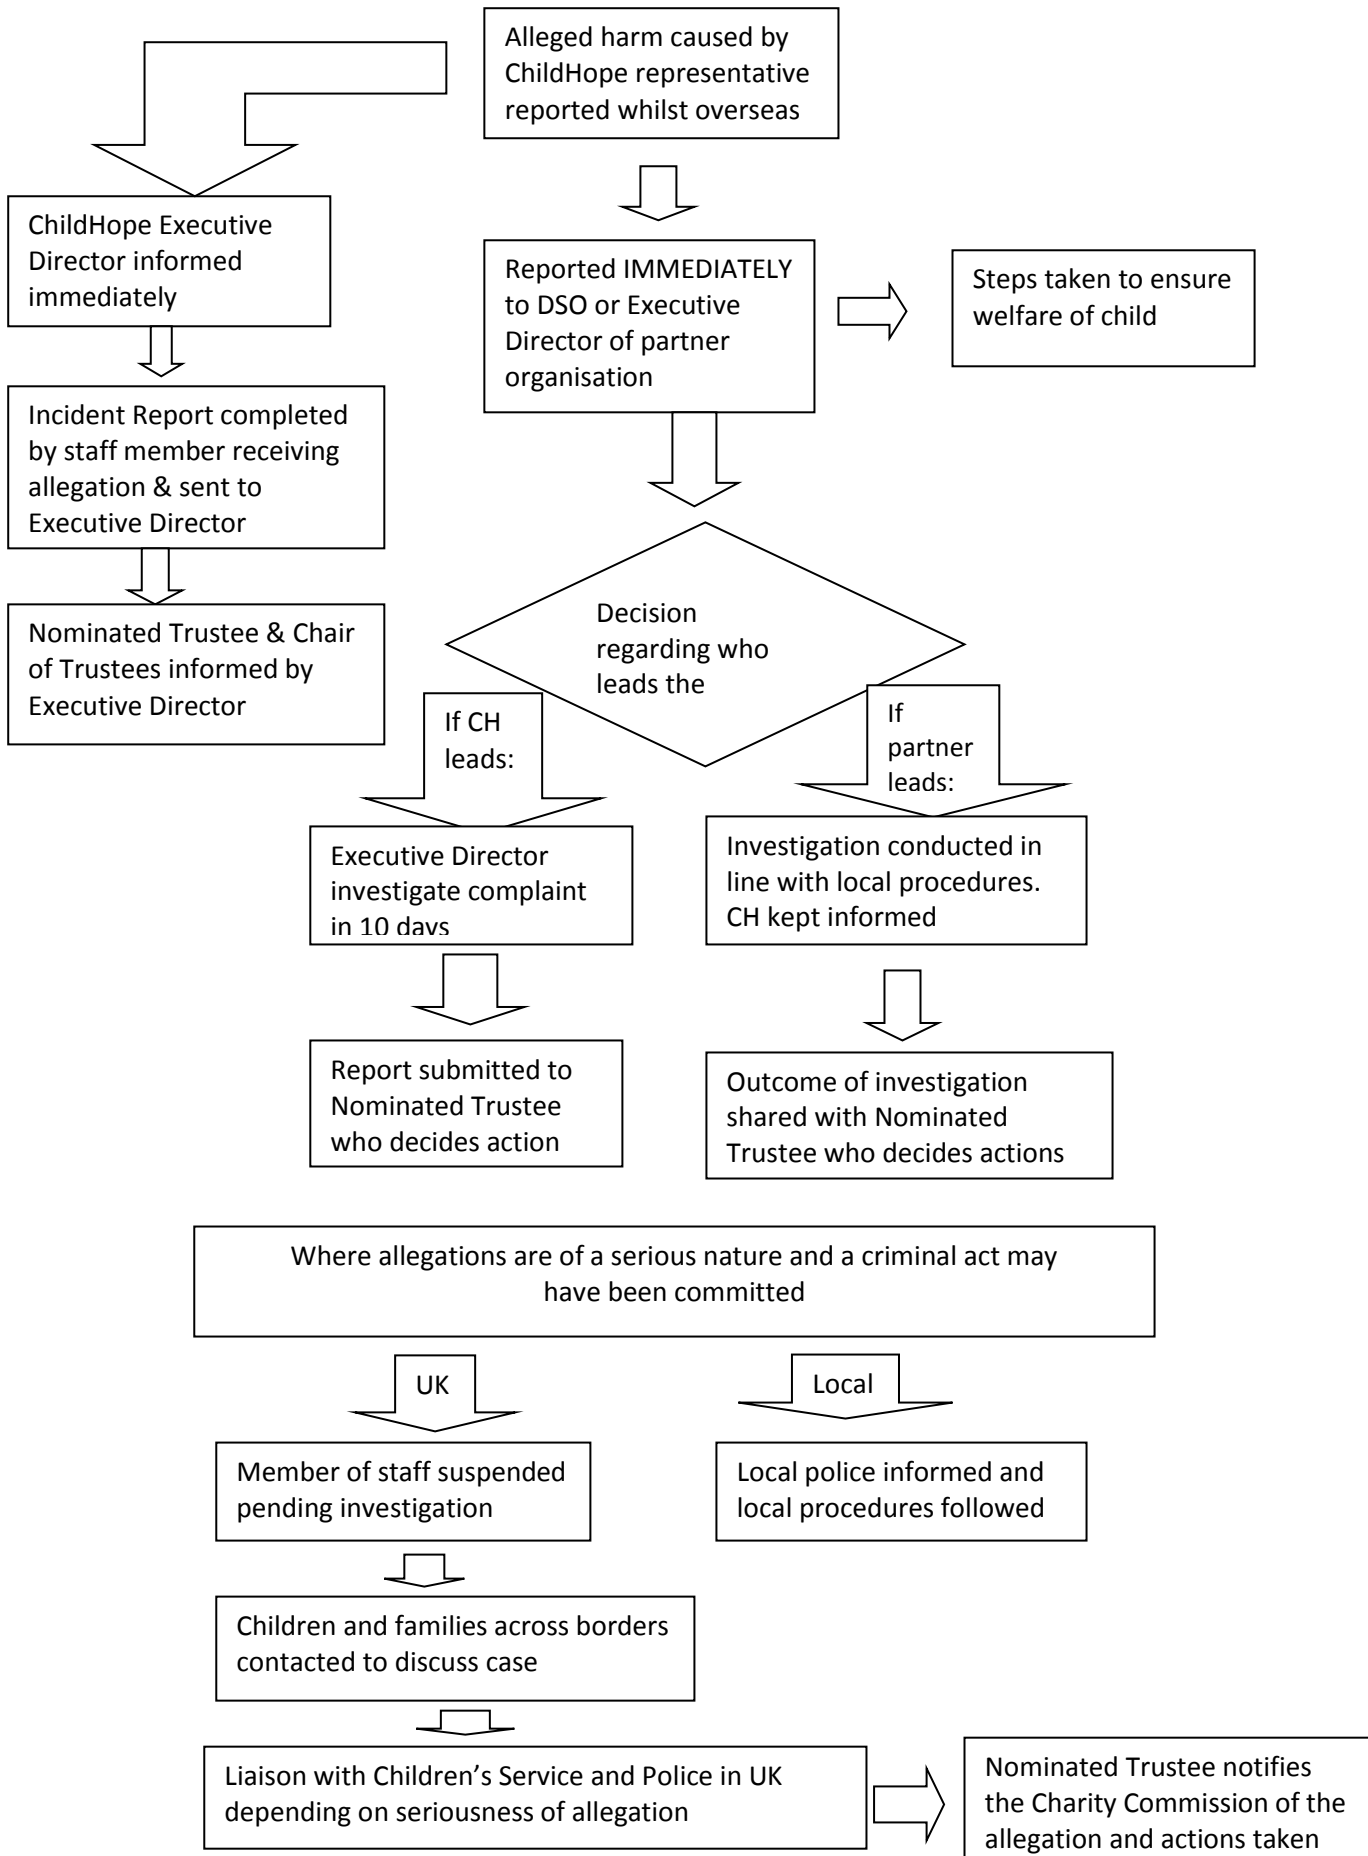 Alleged harm caused by
ChildHope representative
reported whilst overseas
ChildHope Executive
Director informed
immediately
Reported IMMEDIATELY
to DSO or Executive
Director of partner
organisation
Steps taken to ensure
welfare of child
Incident Report completed
by staff member receiving
allegation & sent to
Executive Director
Nominated Trustee & Chair
of Trustees informed by
Executive Director
Decision
regarding who
leads the
If CH
leads:
If
partner
leads:
Executive Director
investigate complaint
in 10 days
Investigation conducted in
line with local procedures.
CH kept informed
Report submitted to
Nominated Trustee
who decides action
Outcome of investigation
shared with Nominated
Trustee who decides actions
Where allegations are of a serious nature and a criminal act may
have been committed
UK
Local
Member of staff suspended
pending investigation
Local police informed and
local procedures followed
Children and families across borders
contacted to discuss case
Liaison with Children’s Service and Police in UK
depending on seriousness of allegation
Nominated Trustee notifies
the Charity Commission of the
allegation and actions taken